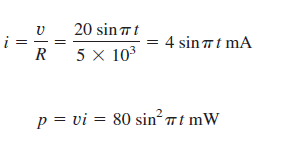 i = v/R = 20 sin πt / 5 × 10³ = 4 sin πt mA
p = vi = 80 sin² πt mW